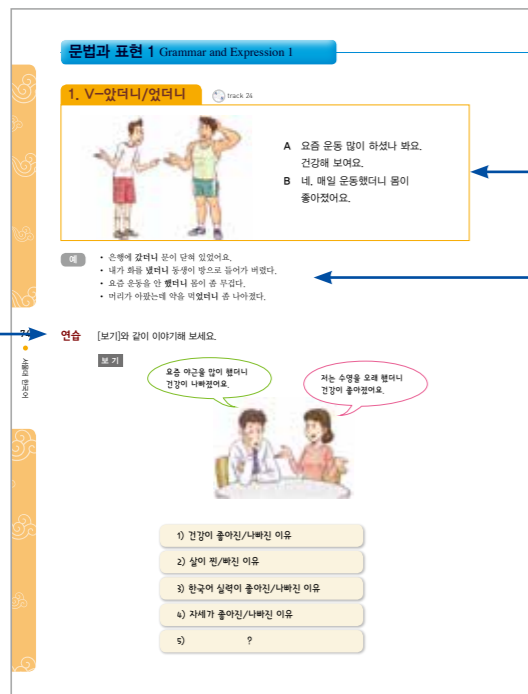 문법과 표현 1 Grammar and Expression 1
1. V-았더니/었더니
track 26
A 요즘 운동 많이 하셨나 봐요.
건강해 보여요.
B 네. 매일 운동했더니 몸이
좋아졌어요.
예
• 은행에 갔더니 문이 닫혀 있었어요.
• 내가 화를 냈더니 동생이 방으로 들어가 버렸다.
• 요즘 운동을 안 했더니 몸이 좀 무겁다.
• 머리가 아팠는데 약을 먹었더니 좀 나아졌다.
서울대 한국어
연습 [보기]와 같이 이야기해 보세요.
보기
요즘 야근을 많이 했더니
건강이 나빠졌어요.
저는 수영을 오래 했더니
건강이 좋아졌어요.
1) 건강이 좋아진/나빠진 이유
2) 살이 찐/빠진 이유
3) 한국어 실력이 좋아진/나빠진 이유
4) 자세가 좋아진/나빠진 이유
5) ?